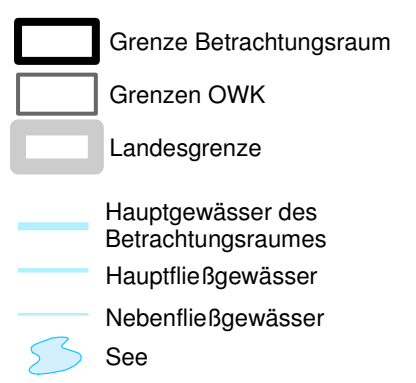 Grenze Betrachtungsraum
Grenzen OWK
Landesgrenze
Hauptgewässer des
Betrachtungsraumes
Hauptfließgewässer
Nebenfließgewässer
See